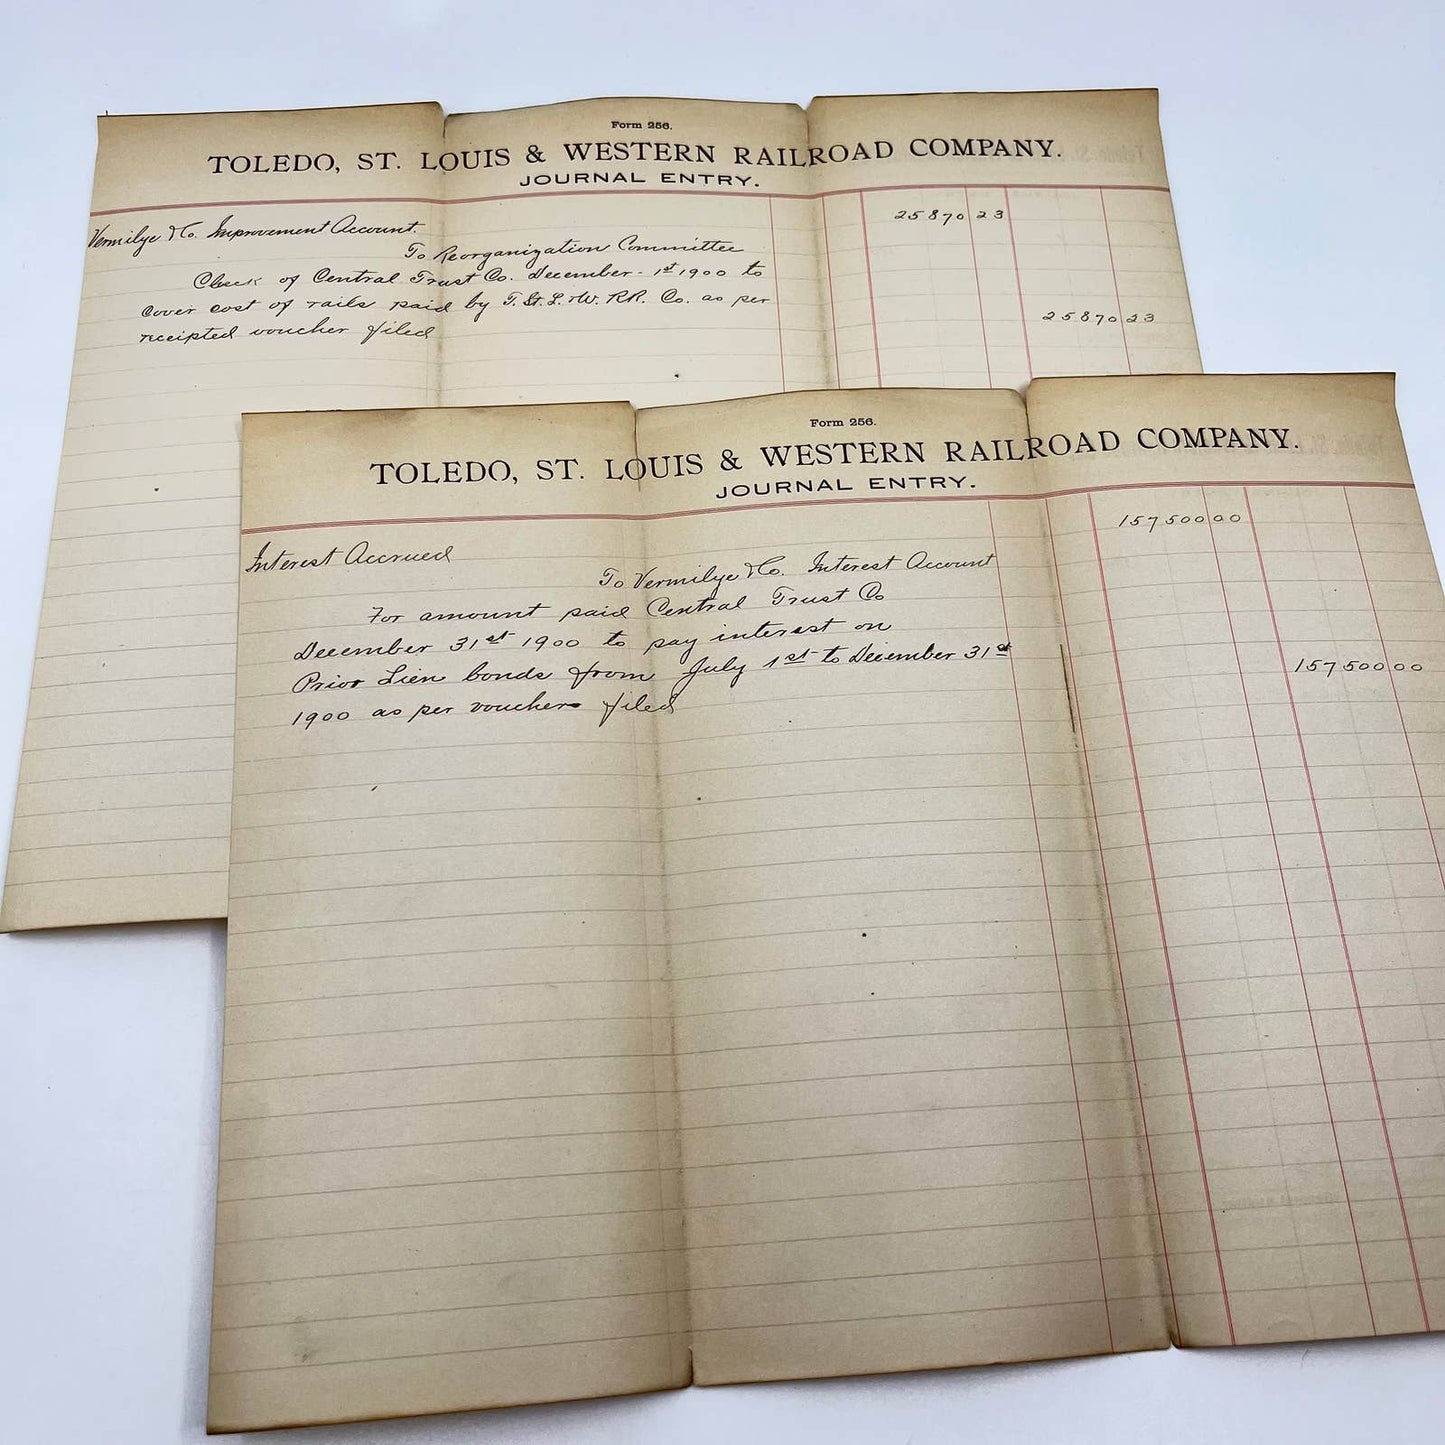 Form 256.
TOLEDO, ST. LOUIS & WESTERN RAILROAD COMPANY.
JOURNAL ENTRY.
Vermilye & Co. Improvement Account. 25870 23
To Reorganization Committee
Check of Central Trust Co. December 1st 1900 to
cover cost of rails paid by T. St. L. & W. RR. Co. as per
receipted voucher filed
25870 23
Form 256.
TOLEDO, ST. LOUIS & WESTERN RAILROAD COMPANY.
JOURNAL ENTRY.
Interest Accrued 157500 00
To Vermilye & Co. Interest Account
For amount paid Central Trust Co
December 31st 1900 to pay interest on
Prior Lien bonds from July 1st to December 31st
1900 as per vouchers filed
157500 00